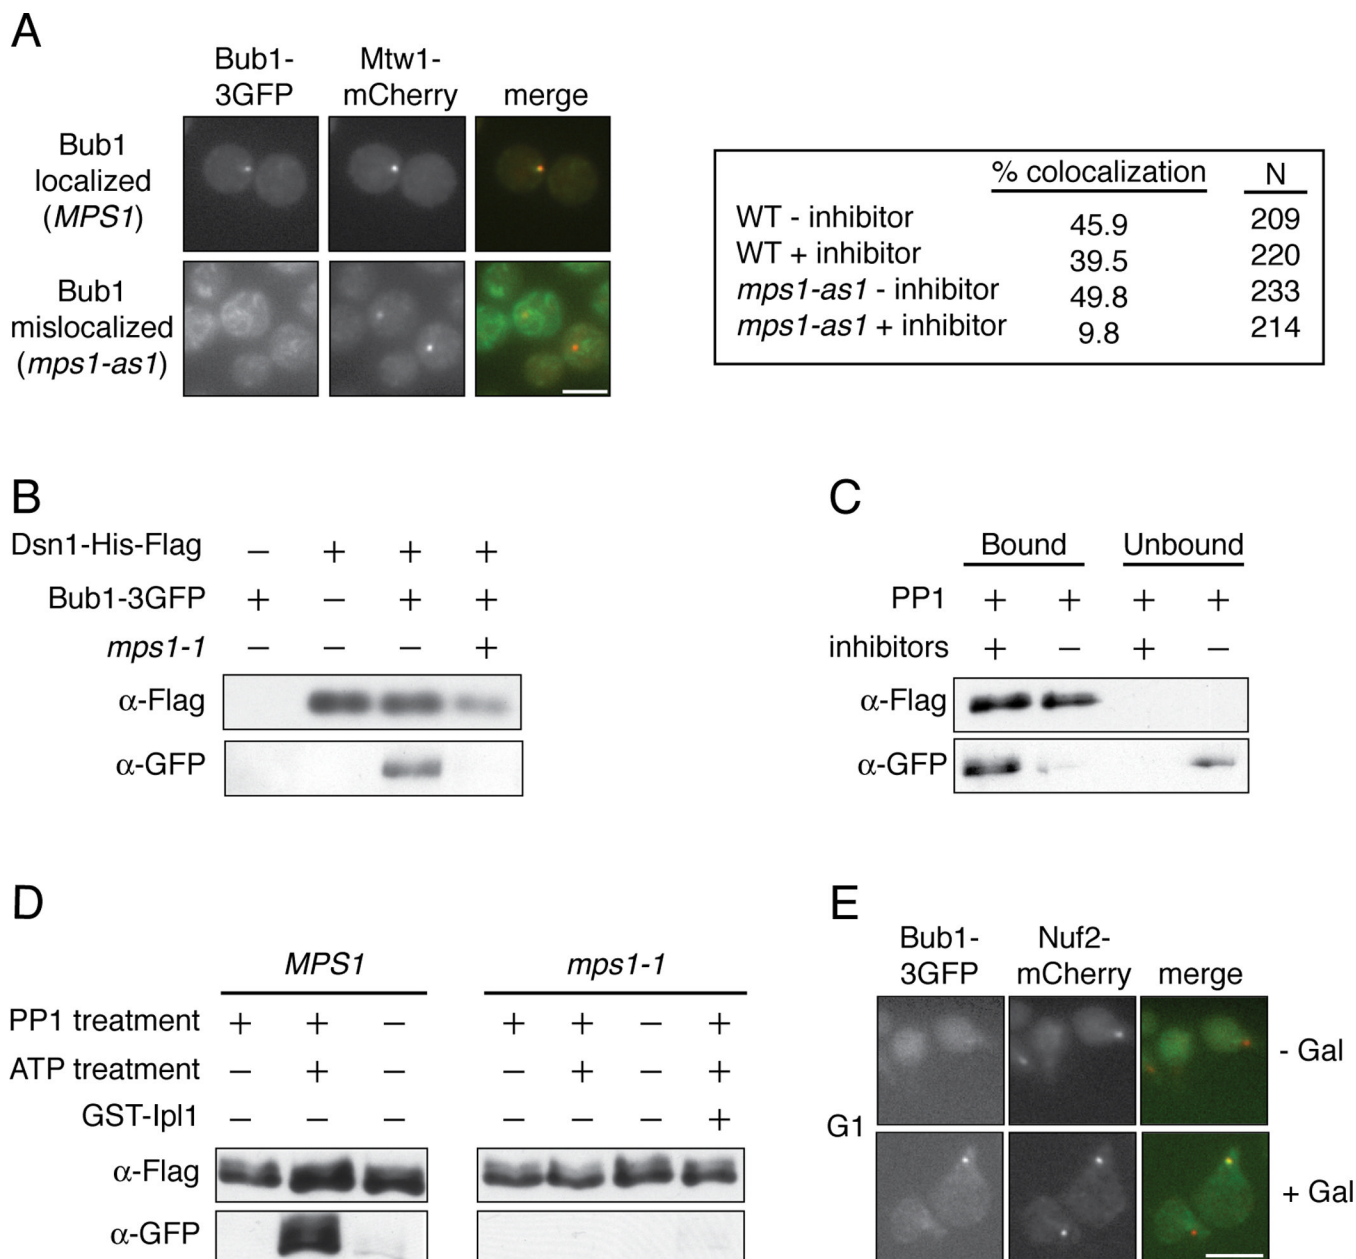 A
Bub1-
3GFP
Mtw1-
mCherry
merge
Bub1
localized
(MPS1)
Bub1
mislocalized
(mps1-as1)
% colocalization N
WT - inhibitor 45.9 209
WT + inhibitor 39.5 220
mps1-as1 - inhibitor 49.8 233
mps1-as1 + inhibitor 9.8 214
B
Dsn1-His-Flag − + + +
Bub1-3GFP + − + +
mps1-1 − − − +
α-Flag
α-GFP
C
Bound Unbound
PP1 + + + +
inhibitors + − + −
α-Flag
α-GFP
D
MPS1 mps1-1
PP1 treatment + + − + + − +
ATP treatment − + − − + − +
GST-Ipl1 − − − − − − +
α-Flag
α-GFP
E
Bub1-
3GFP
Nuf2-
mCherry
merge
- Gal
G1
+ Gal